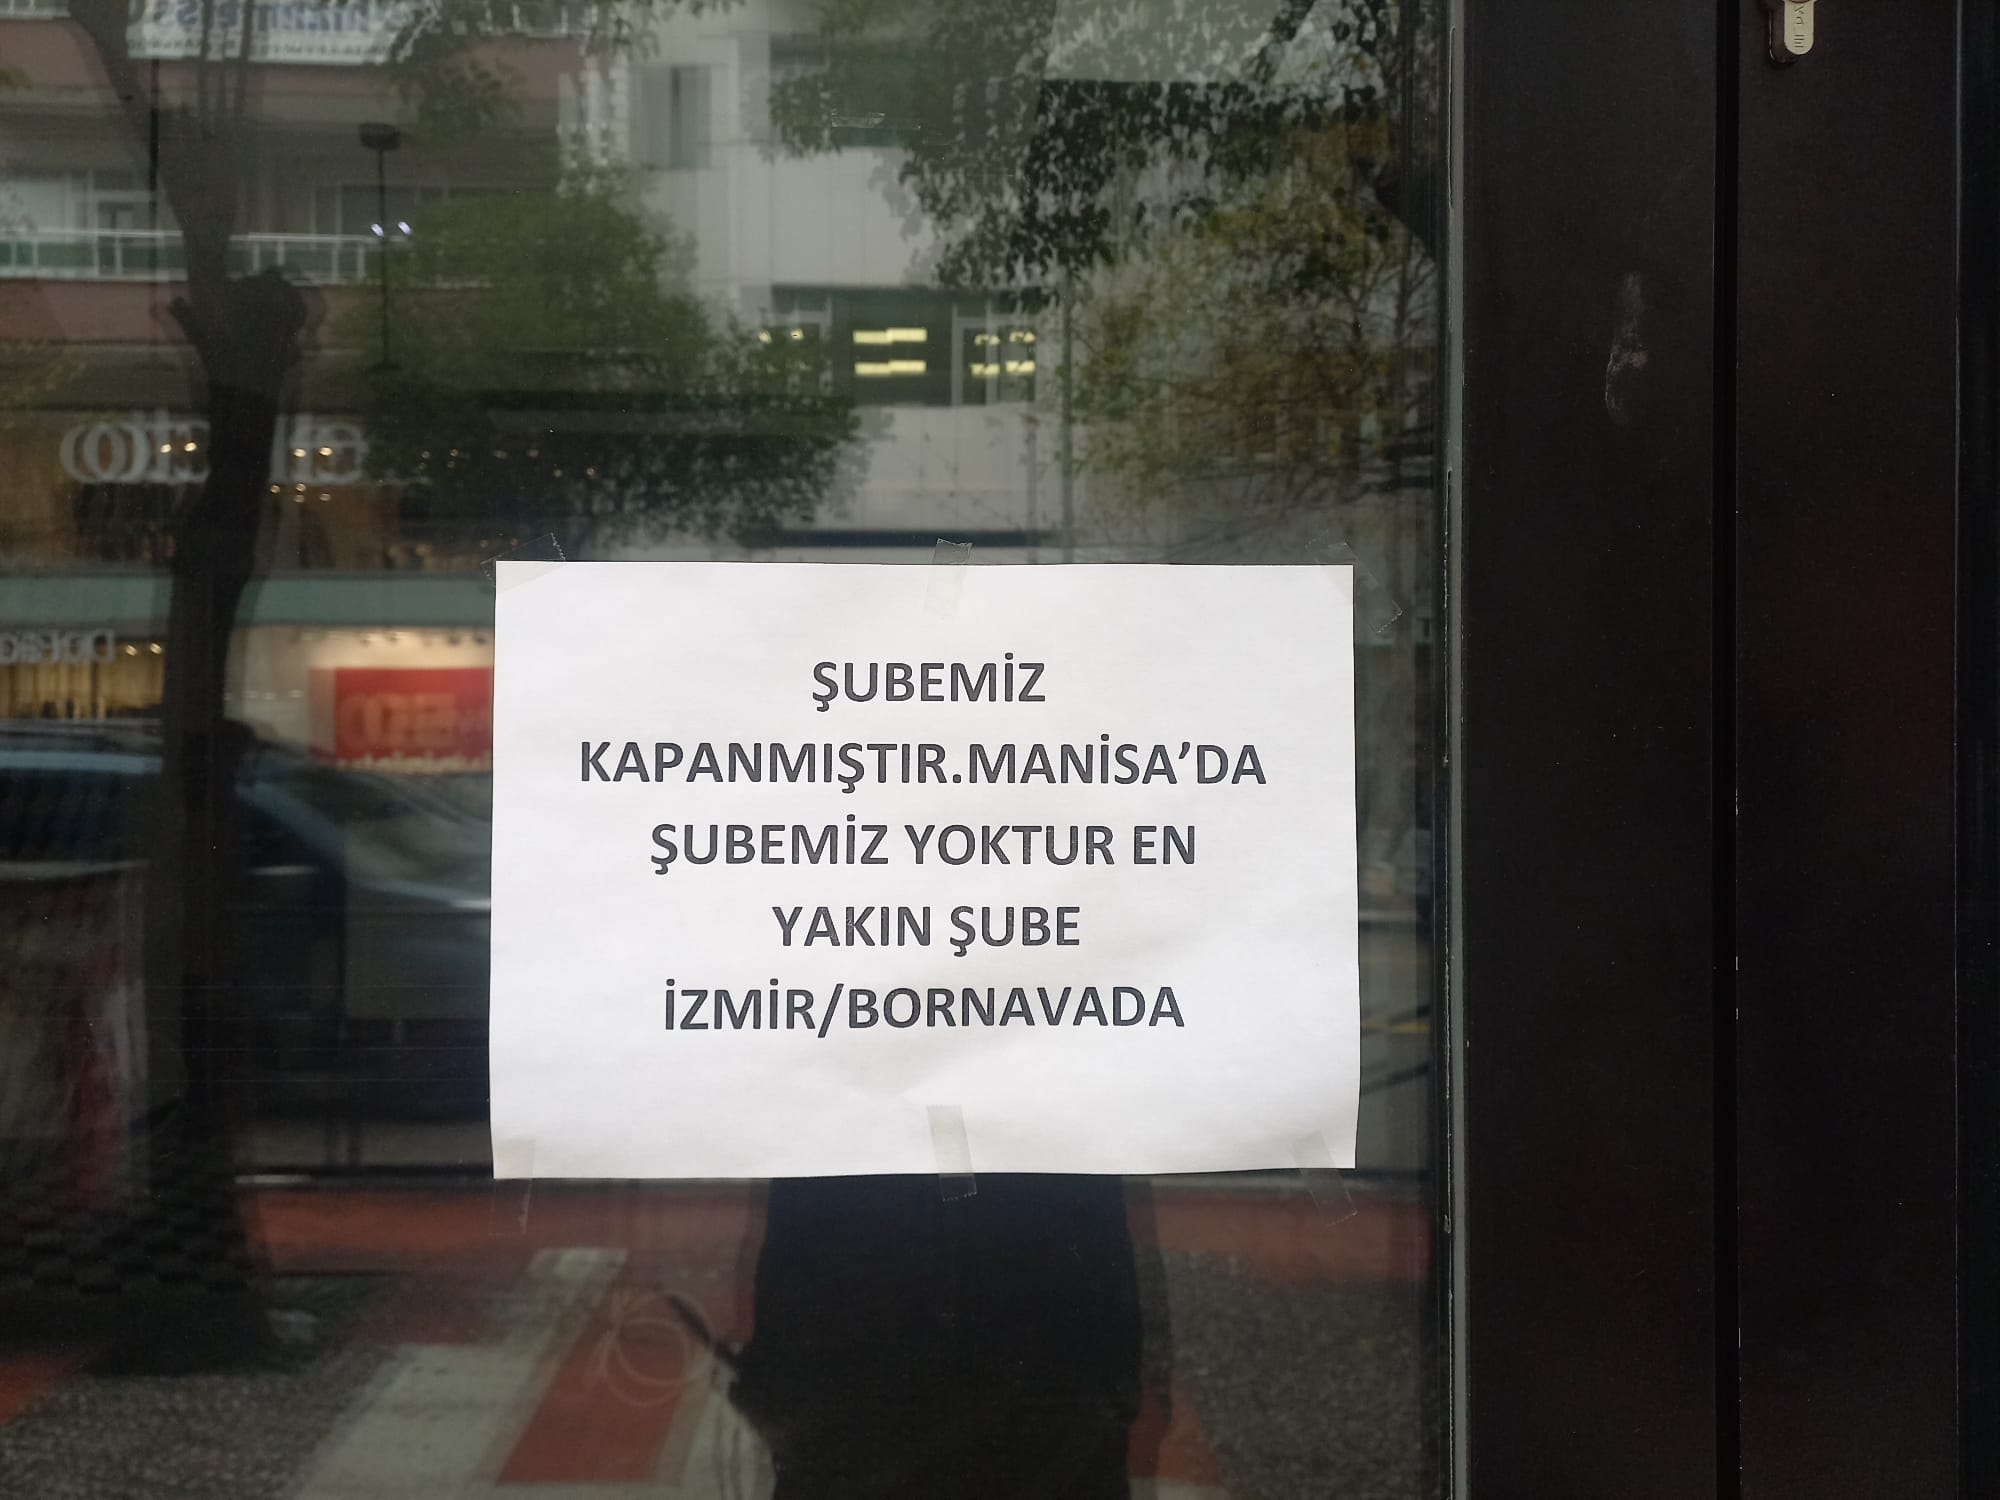 ŞUBEMİZ
KAPANMIŞTIR.MANİSA'DA
ŞUBEMİZ YOKTUR EN
YAKIN ŞUBE
İZMİR/BORNAVADA